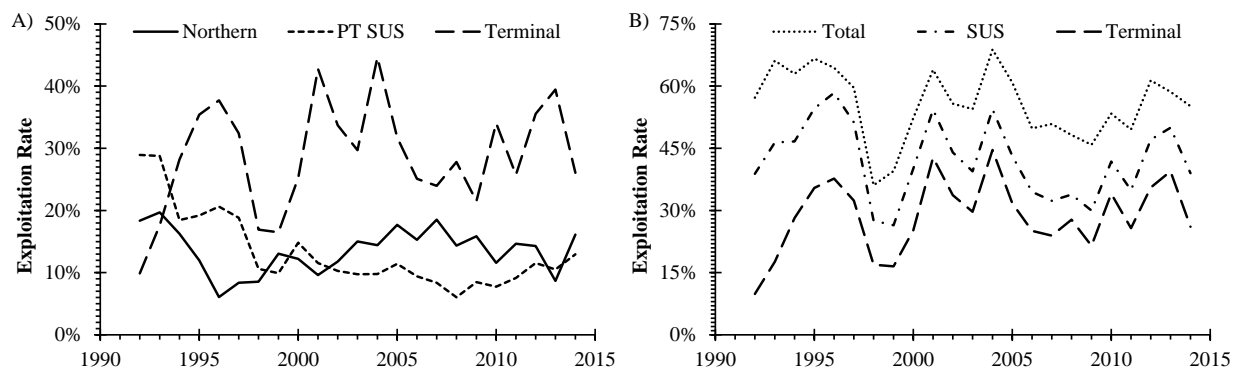 A)
Northern PT SUS Terminal
Exploitation Rate
50%
40%
30%
20%
10%
0%
1990 1995 2000 2005 2010 2015
B)
Total SUS Terminal
Exploitation Rate
75%
60%
45%
30%
15%
0%
1990 1995 2000 2005 2010 2015